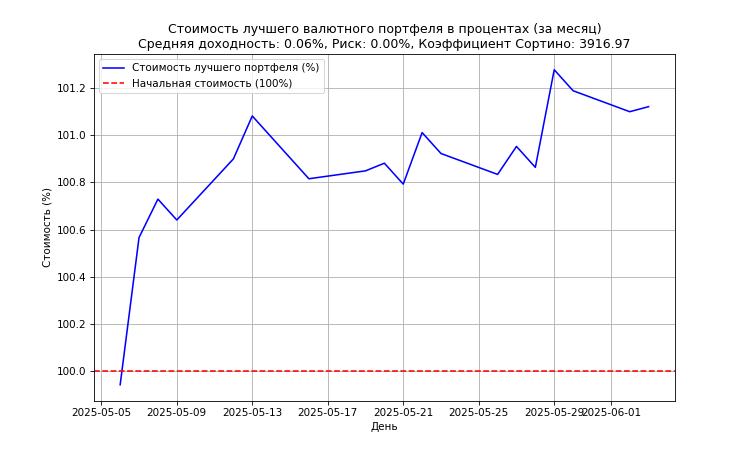 Стоимость лучшего валютного портфеля в процентах (за месяц)
Средняя доходность: 0.06%, Риск: 0.00%, Коэффициент Сортино: 3916.97
Стоимость лучшего портфеля (%)
Начальная стоимость (100%)
Стоимость (%)
101.2
101.0
100.8
100.6
100.4
100.2
100.0
2025-05-05 2025-05-09 2025-05-13 2025-05-17 2025-05-21 2025-05-25 2025-05-29 2025-06-01
День